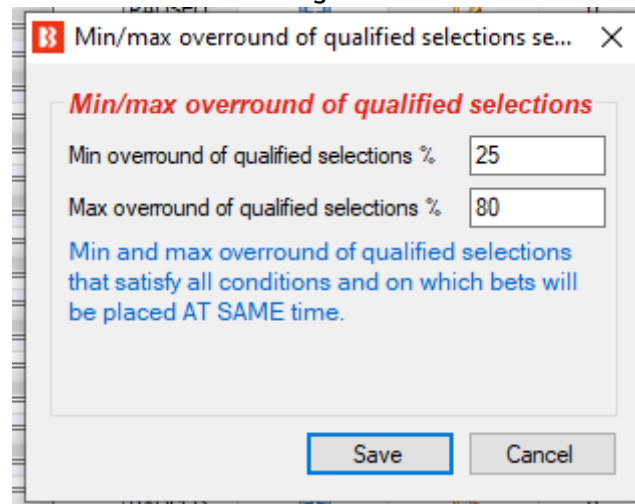 PAUSED
Min/max overround of qualified selections se...
Min/max overround of qualified selections
Min overround of qualified selections % 25
Max overround of qualified selections % 80
Min and max overround of qualified selections
that satisfy all conditions and on which bets will
be placed AT SAME time.
Save Cancel